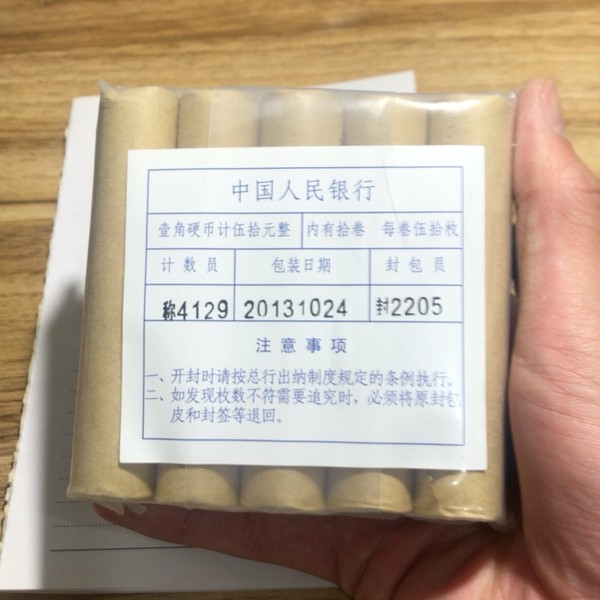 中国人民银行
壹角硬币计伍拾元整 内有拾卷 每卷伍拾枚
计数员 包装日期 封包员
称4129 20131024 封2205
注意事项
一、开封时请按总行出纳制度规定的条例执行。
二、如发现枚数不符需要追究时，必须将原封包
皮和封签等退回。